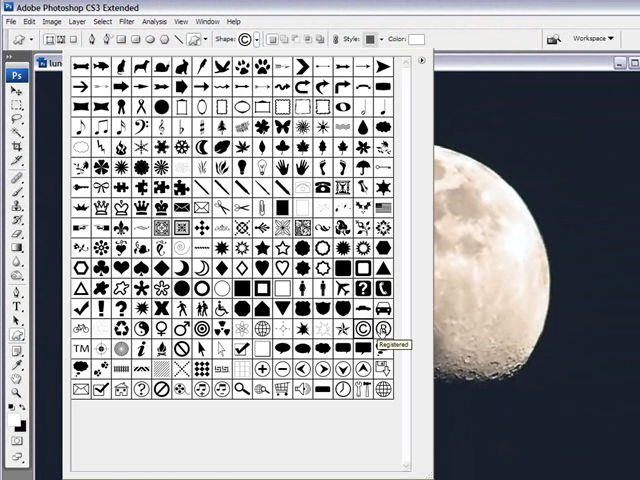 Adobe Photoshop CS3 Extended
File Edit Image Layer Select Filter Analysis View Window Help
Shape: Style: Color: Workspace
Ps
TM
Registered